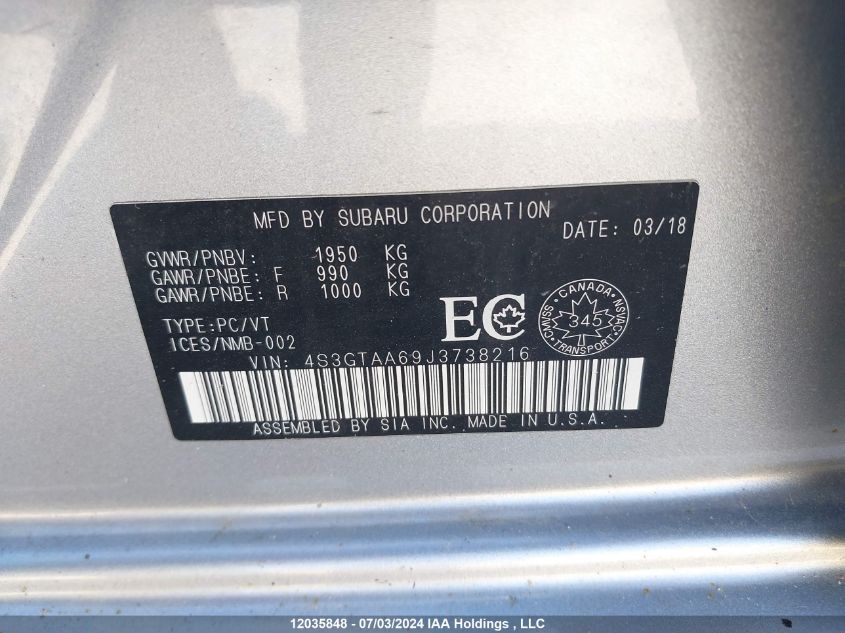 MFD BY SUBARU CORPORATION
DATE: 03/18
GVWR/PNBV: 1950 KG
GAWR/PNBE: F 990 KG
GAWR/PNBE: R 1000 KG
TYPE:PC/VT
ICES/NMB-002
EC
CANADA
CMVSS 345 NSVAC
TRANSPORT
VIN: 4S3GTAA69J3738216
ASSEMBLED BY SIA INC. MADE IN U.S.A.
12035848 - 07/03/2024 IAA Holdings , LLC